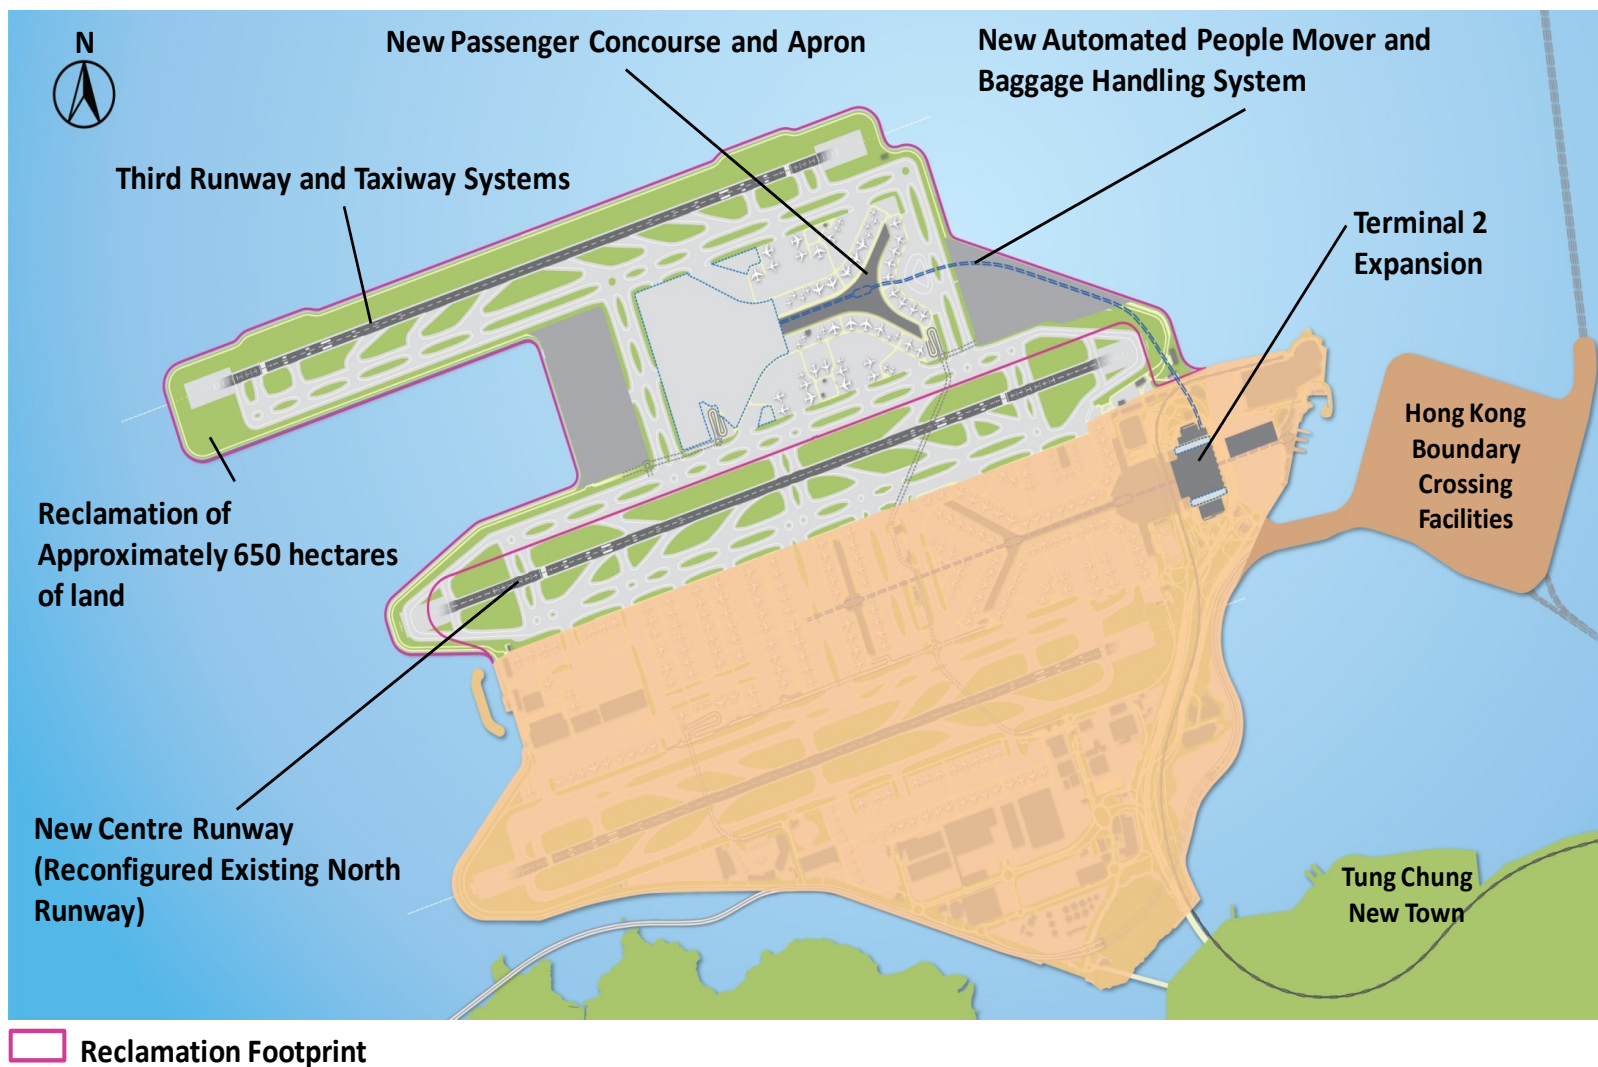 N
New Passenger Concourse and Apron
New Automated People Mover and
Baggage Handling System
Third Runway and Taxiway Systems
Terminal 2
Expansion
Hong Kong
Boundary
Crossing
Facilities
Reclamation of
Approximately 650 hectares
of land
New Centre Runway
(Reconfigured Existing North
Runway)
Tung Chung
New Town
Reclamation Footprint